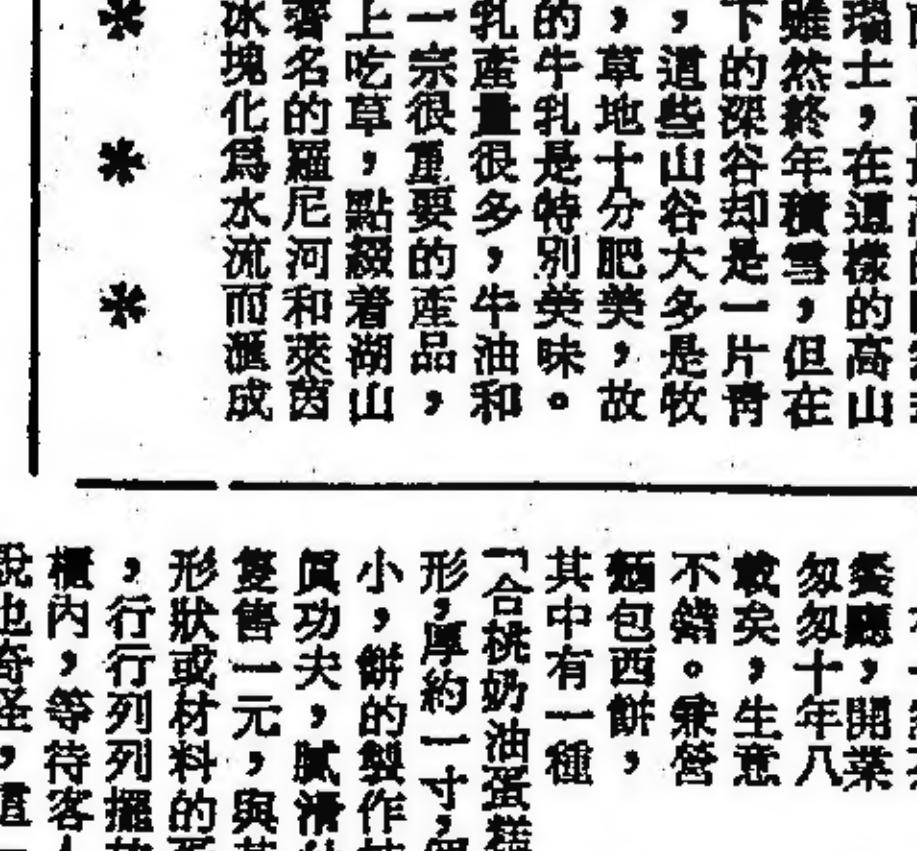 瑞士，在這樣的高山
雖然終年積雪，但在
下的深谷却是一片青
，這些山谷大多是牧
，草地十分肥美，故
的牛乳是特別美味。
乳產量很多，牛油和
一宗很重要的產品，
上吃草，點綴着湖山
著名的羅尼河和萊茵
冰塊化爲水流而滙成
＊＊＊
餐廳，開業
匆匆十年八
載矣，生意
不錯。兼營
麵包西餅，
其中有一種
「合桃奶油蛋糕
形，厚約一寸，
小，餅的製作
眞功夫，膩滑
隻售一元，與其
形狀或材料的
，行行列列擺放
櫃內，等待客人
說也奇怪，這